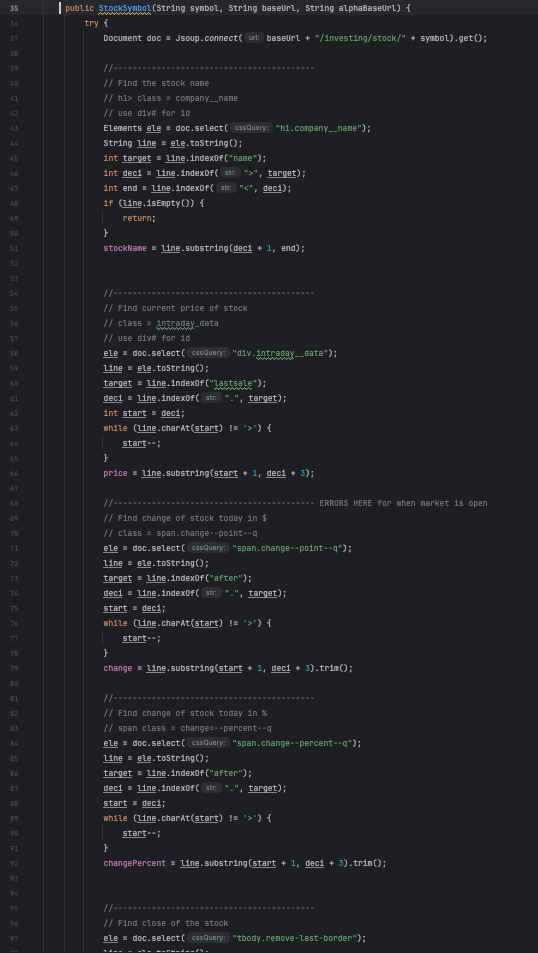 35 public StockSymbol(String symbol, String baseUrl, String alphaBaseUrl) {
36 try {
37 Document doc = Jsoup.connect( url: baseUrl + "/investing/stock/" + symbol).get();
38
39 //------------------------------------------
40 // Find the stock name
41 // h1> class = company__name
42 // use div# for id
43 Elements ele = doc.select( cssQuery: "h1.company__name");
44 String line = ele.toString();
45 int target = line.indexOf("name");
46 int deci = line.indexOf( str: ">", target);
47 int end = line.indexOf( str: "<", deci);
48 if (line.isEmpty()) {
49 return;
50 }
51 stockName = line.substring(deci + 1, end);
52
53
54 //------------------------------------------
55 // Find current price of stock
56 // class = intraday_data
57 // use div# for id
58 ele = doc.select( cssQuery: "div.intraday__data");
59 line = ele.toString();
60 target = line.indexOf("lastsale");
61 deci = line.indexOf( str: ".", target);
62 int start = deci;
63 while (line.charAt(start) != '>') {
64 start--;
65 }
66 price = line.substring(start + 1, deci + 3);
67
68 //------------------------------------------ ERRORS HERE for when market is open
69 // Find change of stock today in $
70 // class = span.change--point--q
71 ele = doc.select( cssQuery: "span.change--point--q");
72 line = ele.toString();
73 target = line.indexOf("after");
74 deci = line.indexOf( str: ".", target);
75 start = deci;
76 while (line.charAt(start) != '>') {
77 start--;
78 }
79 change = line.substring(start + 1, deci + 3).trim();
80
81 //------------------------------------------
82 // Find change of stock today in %
83 // span class = change=--percent--q
84 ele = doc.select( cssQuery: "span.change--percent--q");
85 line = ele.toString();
86 target = line.indexOf("after");
87 deci = line.indexOf( str: ".", target);
88 start = deci;
89 while (line.charAt(start) != '>') {
90 start--;
91 }
92 changePercent = line.substring(start + 1, deci + 3).trim();
93
94
95 //------------------------------------------
96 // Find close of the stock
97 ele = doc.select( cssQuery: "tbody.remove-last-border");